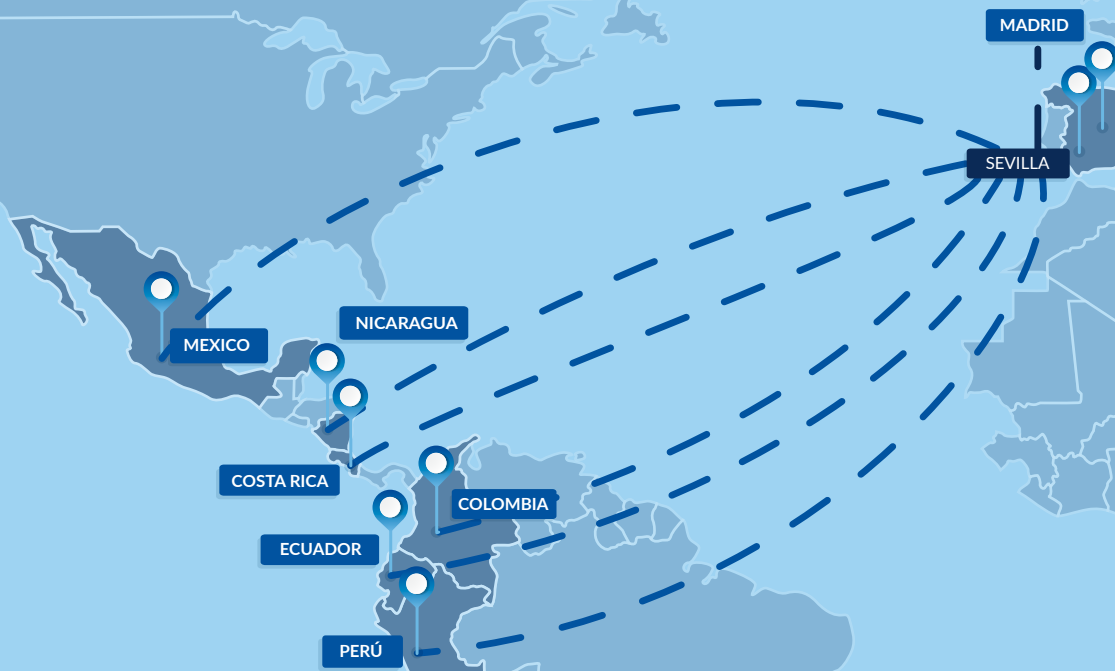 MADRID
SEVILLA
NICARAGUA
MEXICO
COSTA RICA
COLOMBIA
ECUADOR
PERÚ